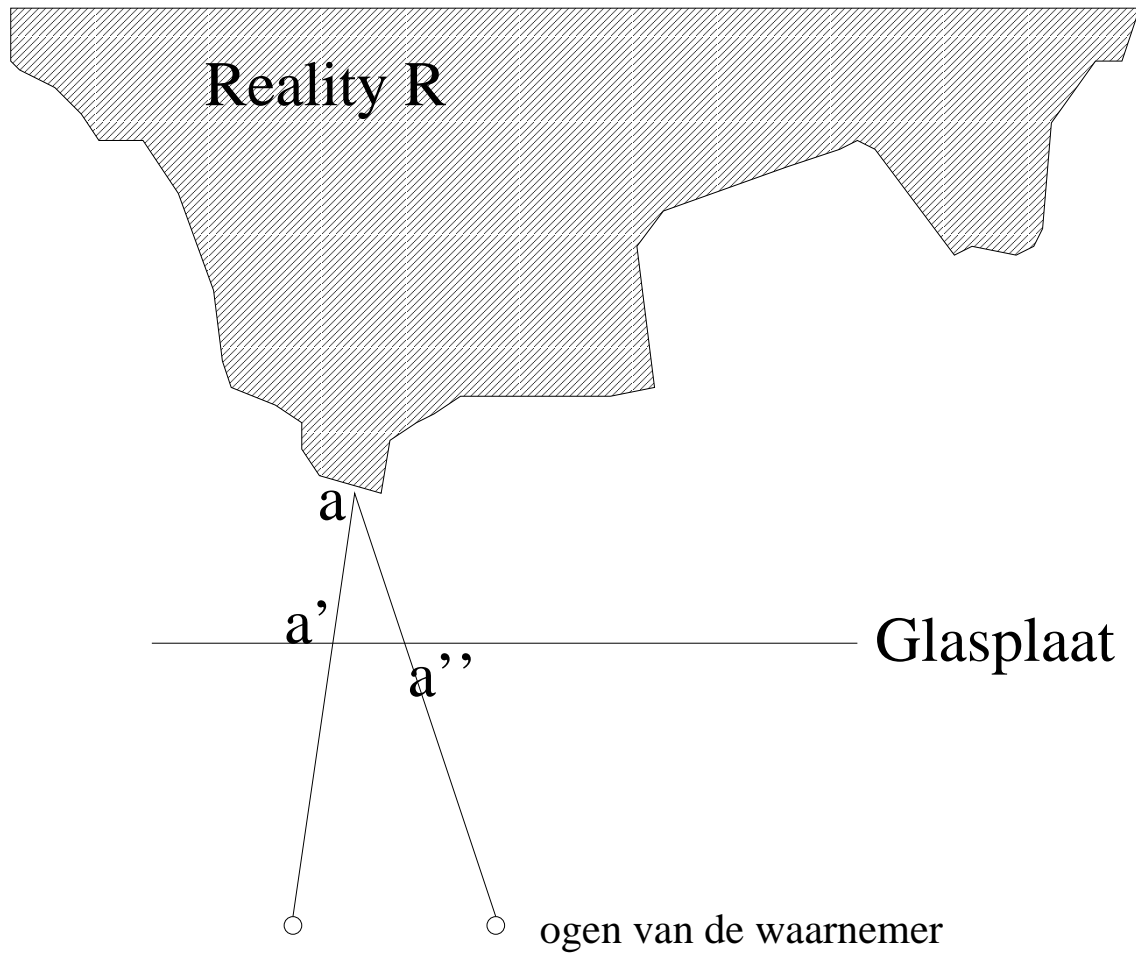 Reality R
a
a’
Glasplaat
a’’
ogen van de waarnemer